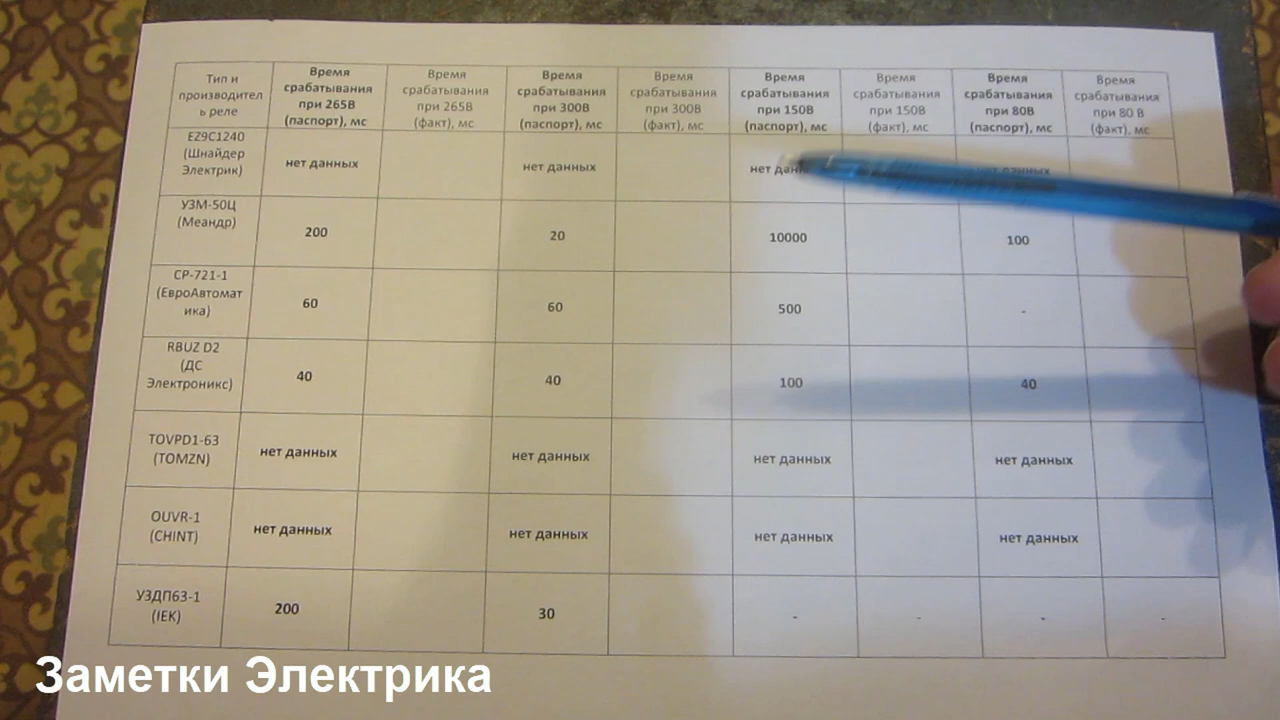 Тип и
производител
ь реле
Время
срабатывания
при 265В
(паспорт), мс
Время
срабатывания
при 265В
(факт), мс
Время
срабатывания
при 300В
(паспорт), мс
Время
срабатывания
при 300В
(факт), мс
Время
срабатывания
при 150В
(паспорт), мс
Время
срабатывания
при 150В
(факт), мс
Время
срабатывания
при 80В
(паспорт), мс
Время
срабатывания
при 80 В
(факт), мс
EZ9C1240
(Шнайдер
Электрик)
нет данных
нет данных
нет
данных
УЗМ-50Ц
(Меандр)
200
20
10000
100
СР-721-1
(ЕвроАвтомат
ика)
60
60
500
-
RBUZ D2
(ДС
Электроникс)
40
40
100
40
TOVPD1-63
(TOMZN)
нет данных
нет данных
нет данных
нет данных
OUVR-1
(CHINT)
нет данных
нет данных
нет данных
нет данных
УЗДП63-1
(IEK)
200
30
-
-
-
-
Заметки Электрика